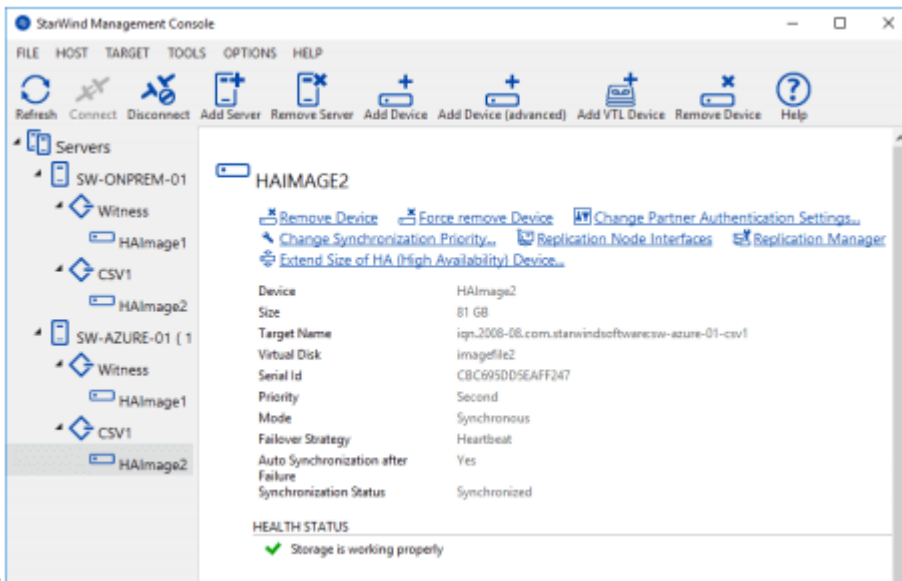 StarWind Management Console
FILE HOST TARGET TOOLS OPTIONS HELP
Refresh Connect Disconnect Add Server Remove Server Add Device Add Device (advanced) Add VTL Device Remove Device Help
Servers
SW-ONPREM-01
Witness
HAImage1
CSV1
HAImage2
SW-AZURE-01 ( 1
Witness
HAImage1
CSV1
HAImage2
HAIMAGE2
Remove Device Force remove Device Change Partner Authentication Settings...
Change Synchronization Priority... Replication Node Interfaces Replication Manager
Extend Size of HA (High Availability) Device...
Device HAImage2
Size 81 GB
Target Name iqn.2008-08.com.starwindsoftware:sw-azure-01-csv1
Virtual Disk imagefile2
Serial Id CBC695DD5EAFF247
Priority Second
Mode Synchronous
Failover Strategy Heartbeat
Auto Synchronization after Yes
Failure
Synchronization Status Synchronized
HEALTH STATUS
Storage is working properly